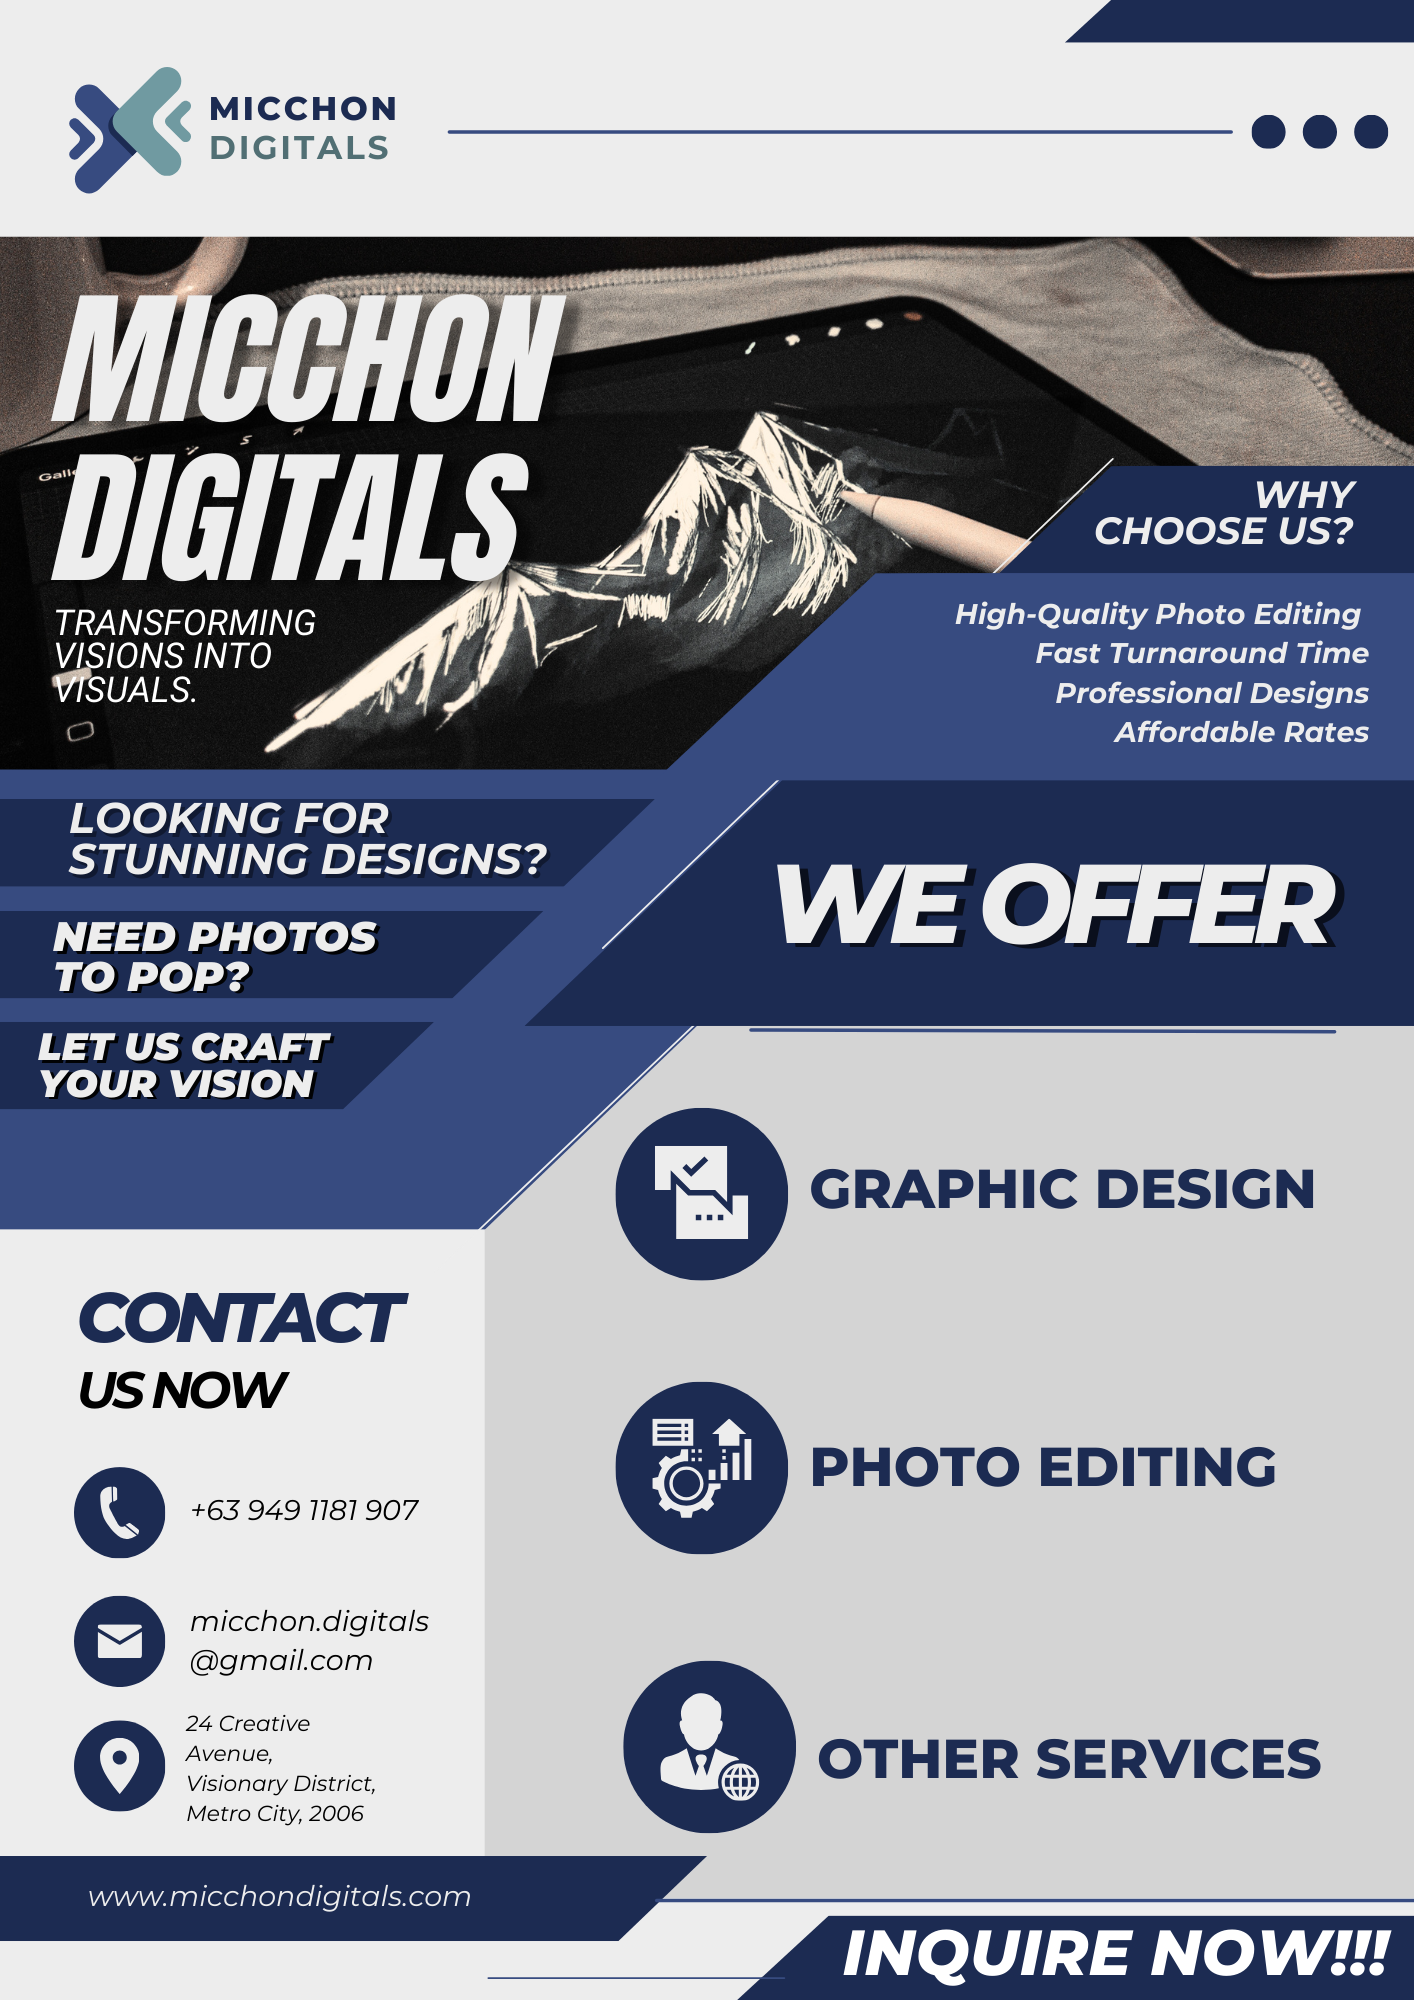 MICCHON
DIGITALS
MICCHON
DIGITALS
TRANSFORMING
VISIONS INTO
VISUALS.
WHY
CHOOSE US?
High-Quality Photo Editing
Fast Turnaround Time
Professional Designs
Affordable Rates
LOOKING FOR
STUNNING DESIGNS?
NEED PHOTOS
TO POP?
LET US CRAFT
YOUR VISION
WE OFFER
GRAPHIC DESIGN
PHOTO EDITING
OTHER SERVICES
CONTACT
US NOW
+63 949 1181 907
micchon.digitals
@gmail.com
24 Creative
Avenue,
Visionary District,
Metro City, 2006
www.micchondigitals.com
INQUIRE NOW!!!